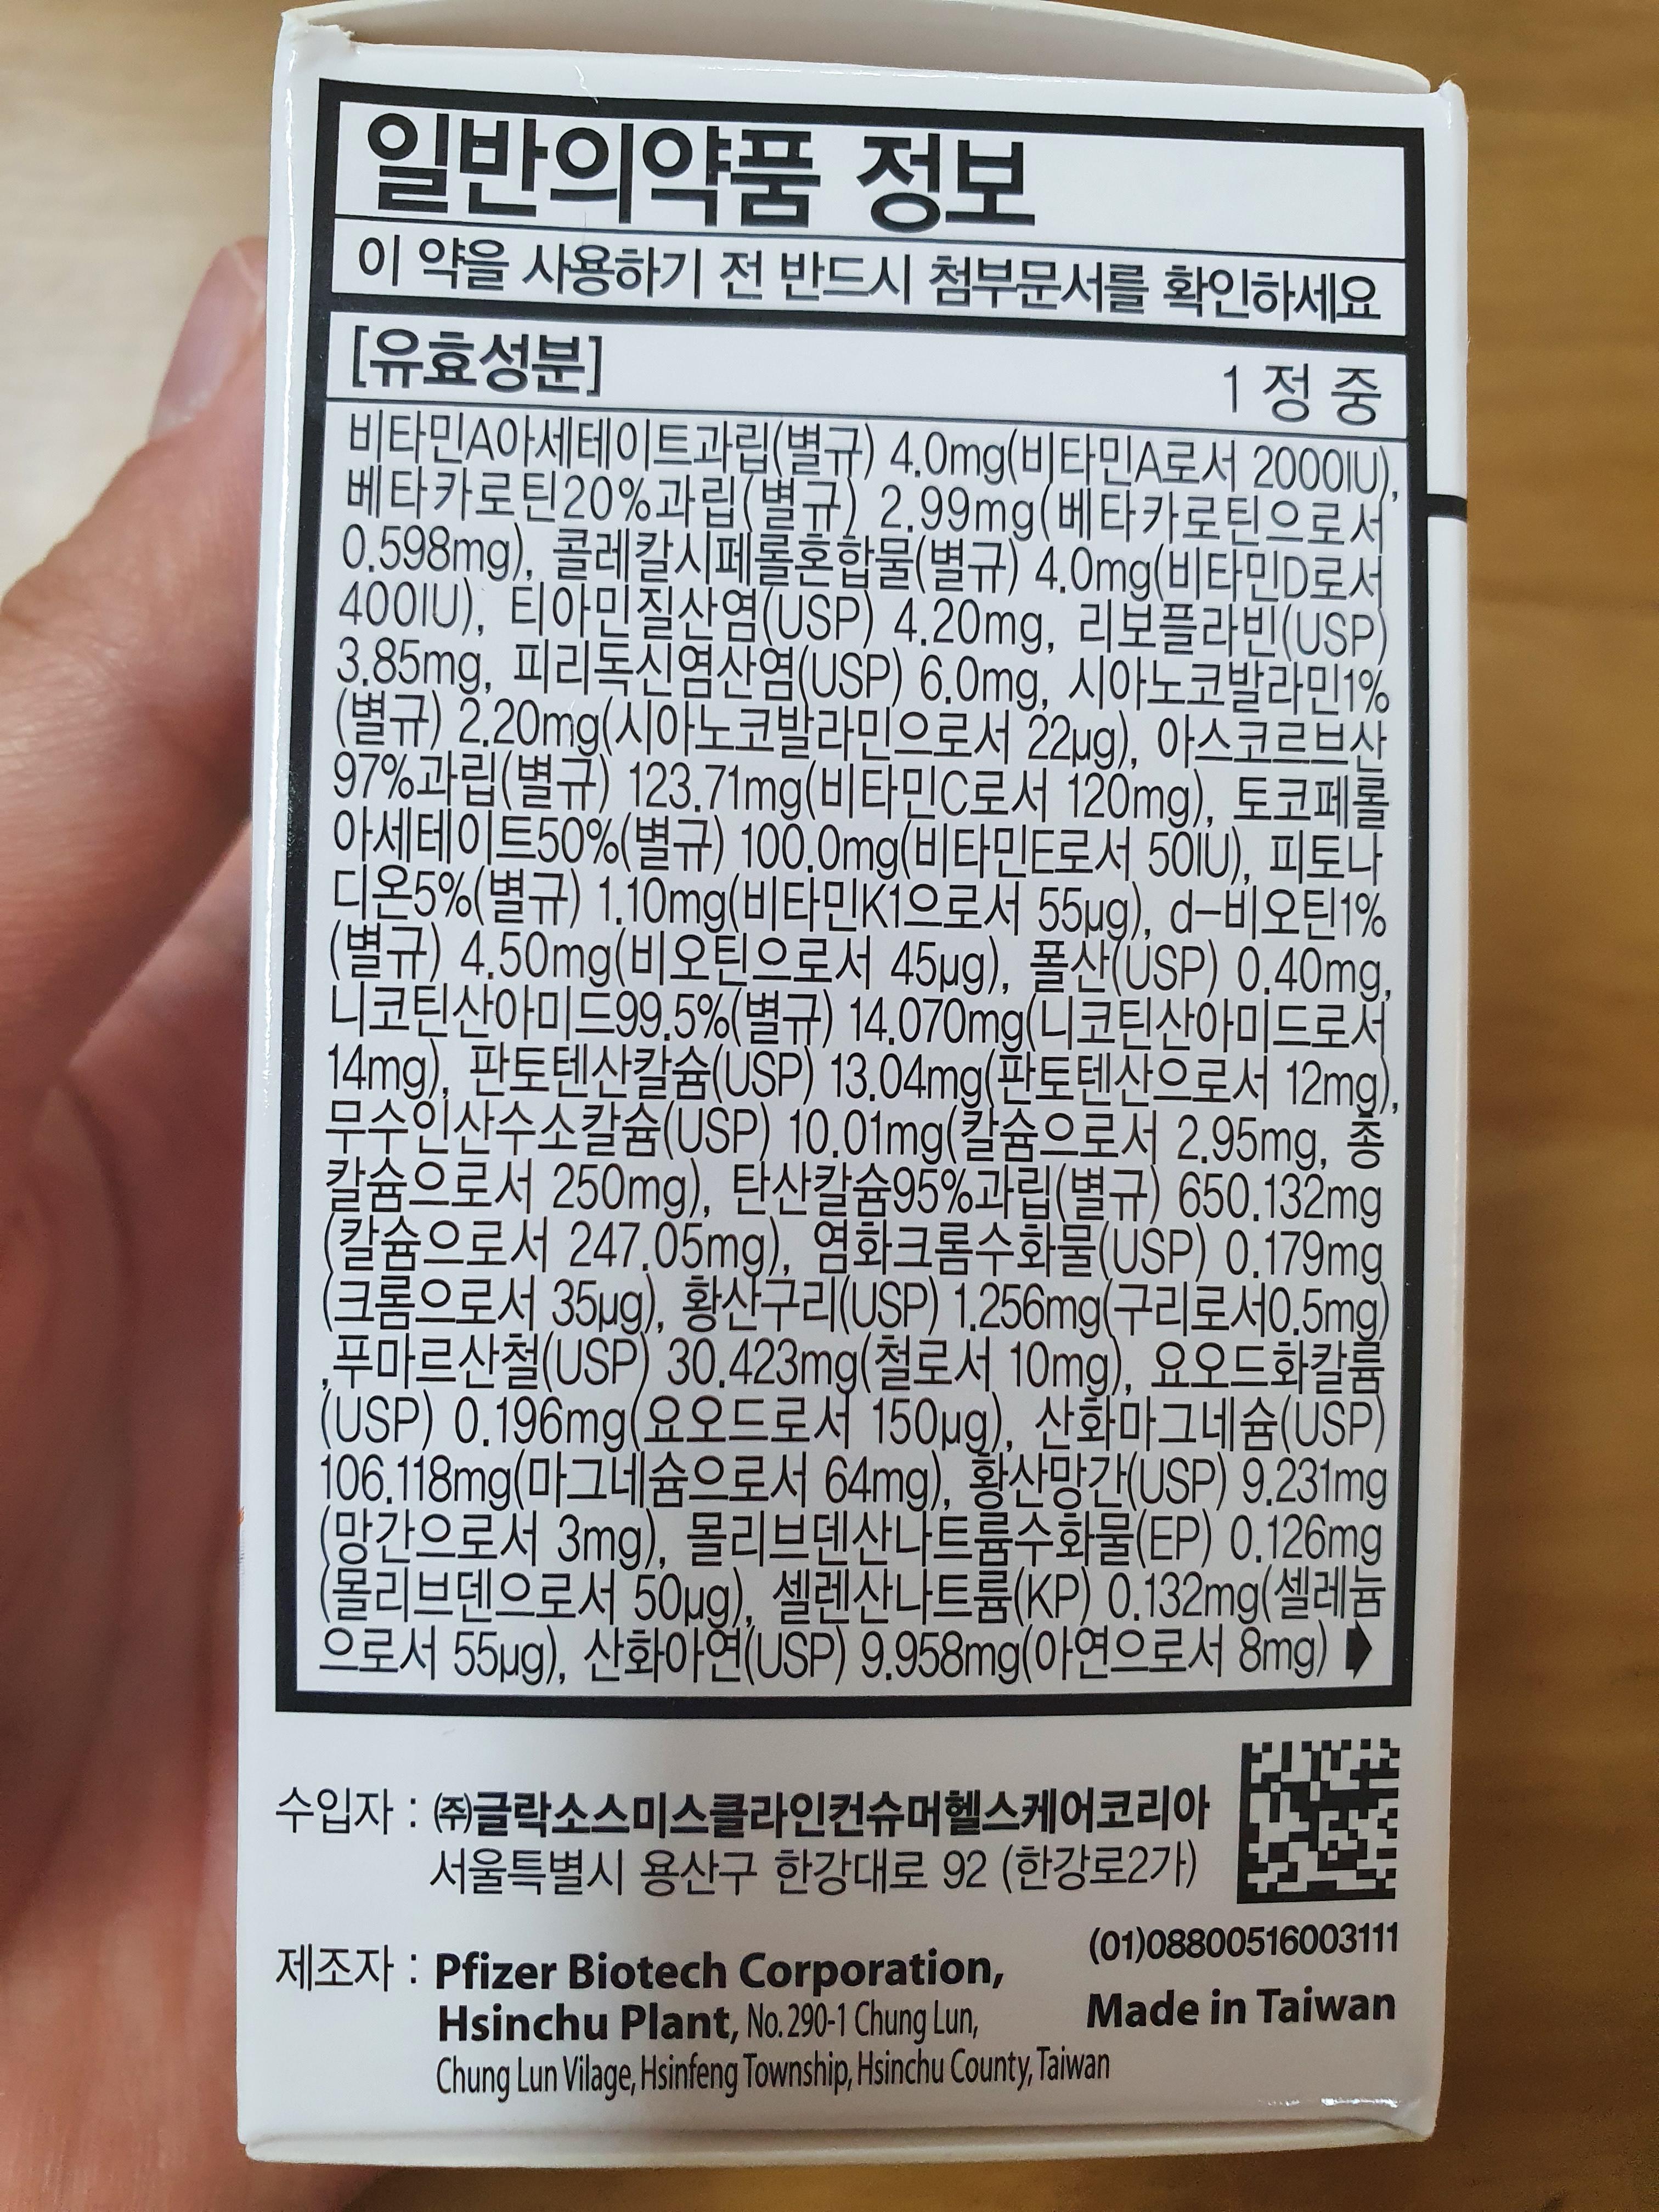 일반의약품 정보
이 약을 사용하기 전 반드시 첨부문서를 확인하세요
[유효성분] 1 정 중
비타민A아세테이트과립(별규) 4.0mg(비타민A로서 2000IU),
베타카로틴20%과립(별규) 2.99mg(베타카로틴으로서
0.598mg), 콜레칼시페롤혼합물(별규) 4.0mg(비타민D로서
400IU), 티아민질산염(USP) 4.20mg, 리보플라빈(USP)
3.85mg, 피리독신염산염(USP) 6.0mg, 시아노코발라민1%
(별규) 2.20mg(시아노코발라민으로서 22µg), 아스코르브산
97%과립(별규) 123.71mg(비타민C로서 120mg), 토코페롤
아세테이트50%(별규) 100.0mg(비타민E로서 50IU), 피토나
디온5%(별규) 1.10mg(비타민K1으로서 55µg), d-비오틴1%
(별규) 4.50mg(비오틴으로서 45µg), 폴산(USP) 0.40mg,
니코틴산아미드99.5%(별규) 14.070mg(니코틴산아미드로서
14mg), 판토텐산칼슘(USP) 13.04mg(판토텐산으로서 12mg),
무수인산수소칼슘(USP) 10.01mg(칼슘으로서 2.95mg, 총
칼슘으로서 250mg), 탄산칼슘95%과립(별규) 650.132mg
(칼슘으로서 247.05mg), 염화크롬수화물(USP) 0.179mg
(크롬으로서 35µg), 황산구리(USP) 1.256mg(구리로서0.5mg)
,푸마르산철(USP) 30.423mg(철로서 10mg), 요오드화칼륨
(USP) 0.196mg(요오드로서 150µg), 산화마그네슘(USP)
106.118mg(마그네슘으로서 64mg), 황산망간(USP) 9.231mg
(망간으로서 3mg), 몰리브덴산나트륨수화물(EP) 0.126mg
(몰리브덴으로서 50µg), 셀렌산나트륨(KP) 0.132mg(셀레늄
으로서 55µg), 산화아연(USP) 9.958mg(아연으로서 8mg)
수입자 : ㈜글락소스미스클라인컨슈머헬스케어코리아
서울특별시 용산구 한강대로 92 (한강로2가)
(01)08800516003111
제조자 : Pfizer Biotech Corporation,
Hsinchu Plant, No. 290-1 Chung Lun,
Chung Lun Vilage, Hsinfeng Township, Hsinchu County, Taiwan
Made in Taiwan